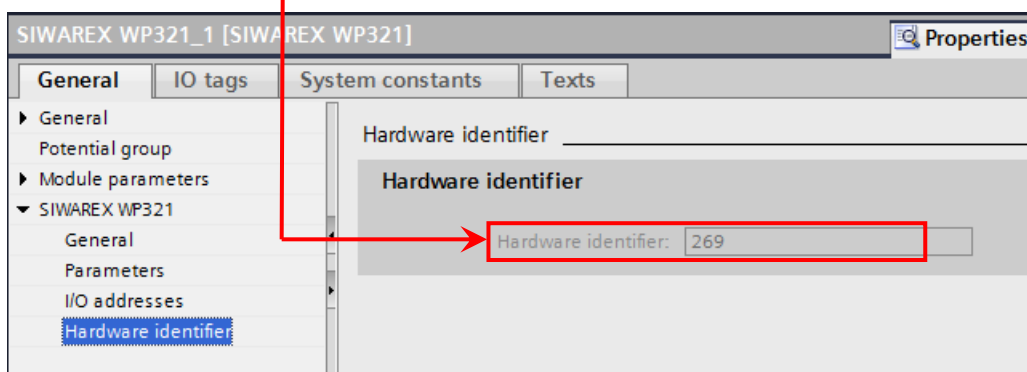 SIWAREX WP321_1 [SIWAREX WP321]
Properties
General
IO tags
System constants
Texts
General
Potential group
Module parameters
SIWAREX WP321
General
Parameters
I/O addresses
Hardware identifier
Hardware identifier
Hardware identifier
Hardware identifier: 269